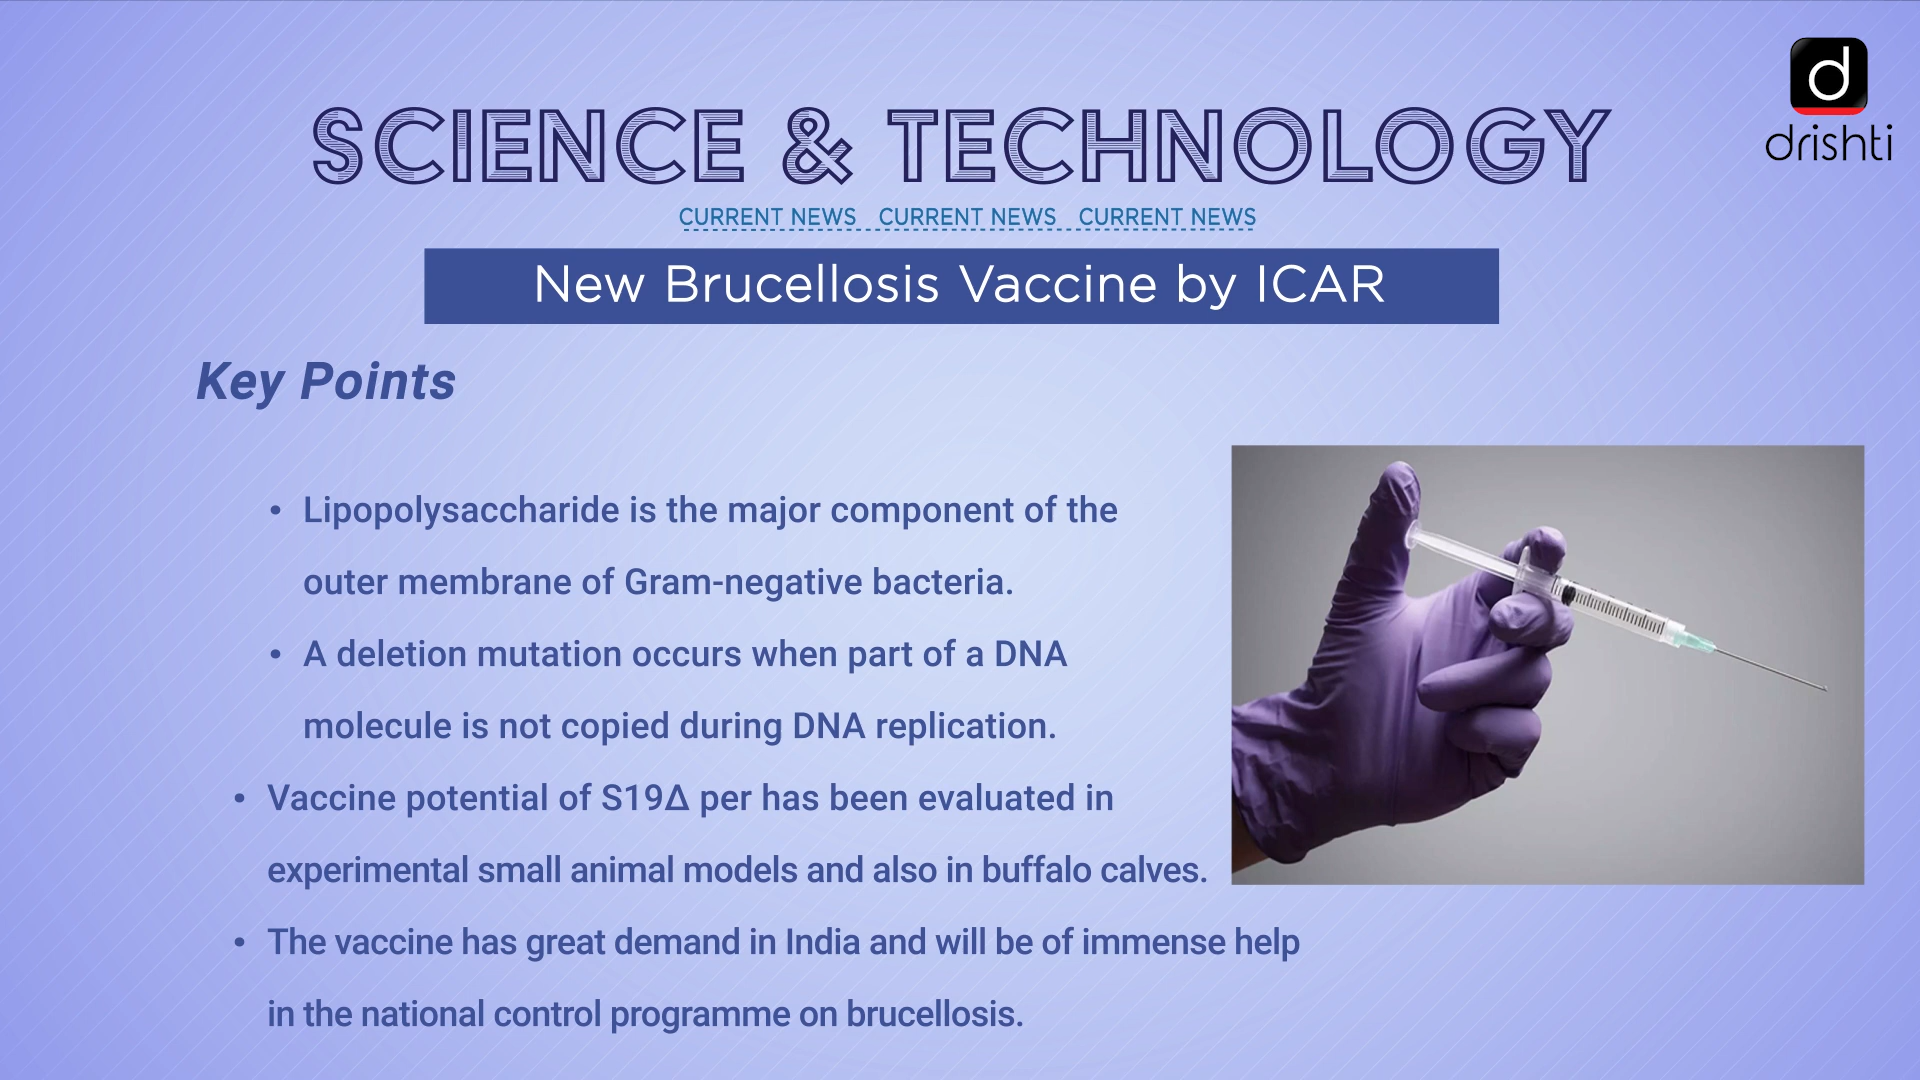 d
drishti
SCIENCE & TECHNOLOGY
CURRENT NEWS CURRENT NEWS CURRENT NEWS
New Brucellosis Vaccine by ICAR
Key Points
• Lipopolysaccharide is the major component of the
outer membrane of Gram-negative bacteria.
• A deletion mutation occurs when part of a DNA
molecule is not copied during DNA replication.
• Vaccine potential of S19Δ per has been evaluated in
experimental small animal models and also in buffalo calves.
• The vaccine has great demand in India and will be of immense help
in the national control programme on brucellosis.